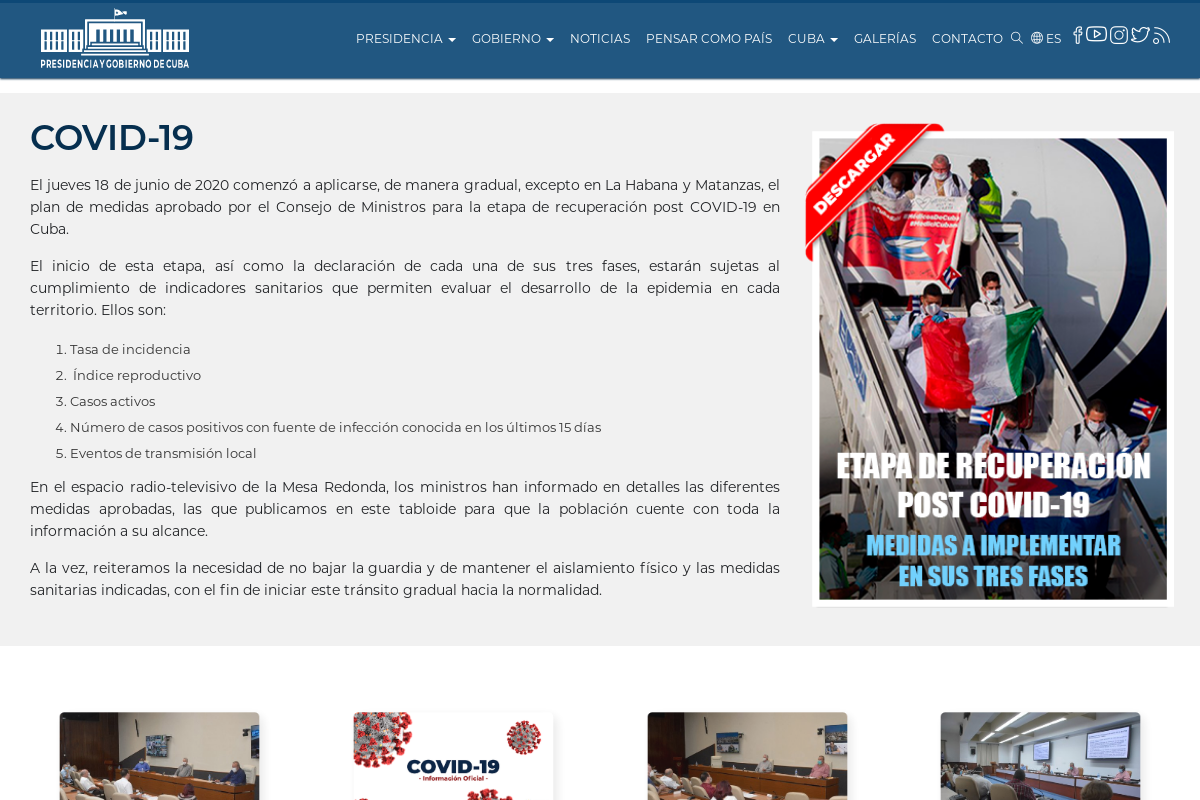 PRESIDENCIA Y GOBIERNO DE CUBA
PRESIDENCIA GOBIERNO NOTICIAS PENSAR COMO PAÍS CUBA GALERÍAS CONTACTO ES
COVID-19
El jueves 18 de junio de 2020 comenzó a aplicarse, de manera gradual, excepto en La Habana y Matanzas, el
plan de medidas aprobado por el Consejo de Ministros para la etapa de recuperación post COVID-19 en
Cuba.
El inicio de esta etapa, así como la declaración de cada una de sus tres fases, estarán sujetas al
cumplimiento de indicadores sanitarios que permiten evaluar el desarrollo de la epidemia en cada
territorio. Ellos son:
1. Tasa de incidencia
2. Índice reproductivo
3. Casos activos
4. Número de casos positivos con fuente de infección conocida en los últimos 15 días
5. Eventos de transmisión local
En el espacio radio-televisivo de la Mesa Redonda, los ministros han informado en detalles las diferentes
medidas aprobadas, las que publicamos en este tabloide para que la población cuente con toda la
información a su alcance.
A la vez, reiteramos la necesidad de no bajar la guardia y de mantener el aislamiento físico y las medidas
sanitarias indicadas, con el fin de iniciar este tránsito gradual hacia la normalidad.
DESCARGAR
ETAPA DE RECUPERACIÓN
POST COVID-19
MEDIDAS A IMPLEMENTAR
EN SUS TRES FASES
COVID-19
- Información Oficial -